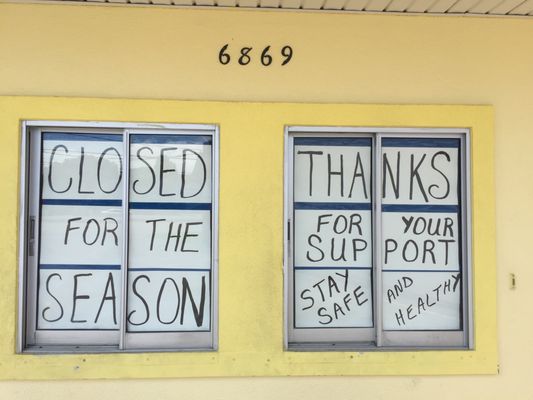 6869
CLOSED
FOR THE
SEASON
THANKS
FOR YOUR
SUPPORT
STAY SAFE
AND HEALTHY